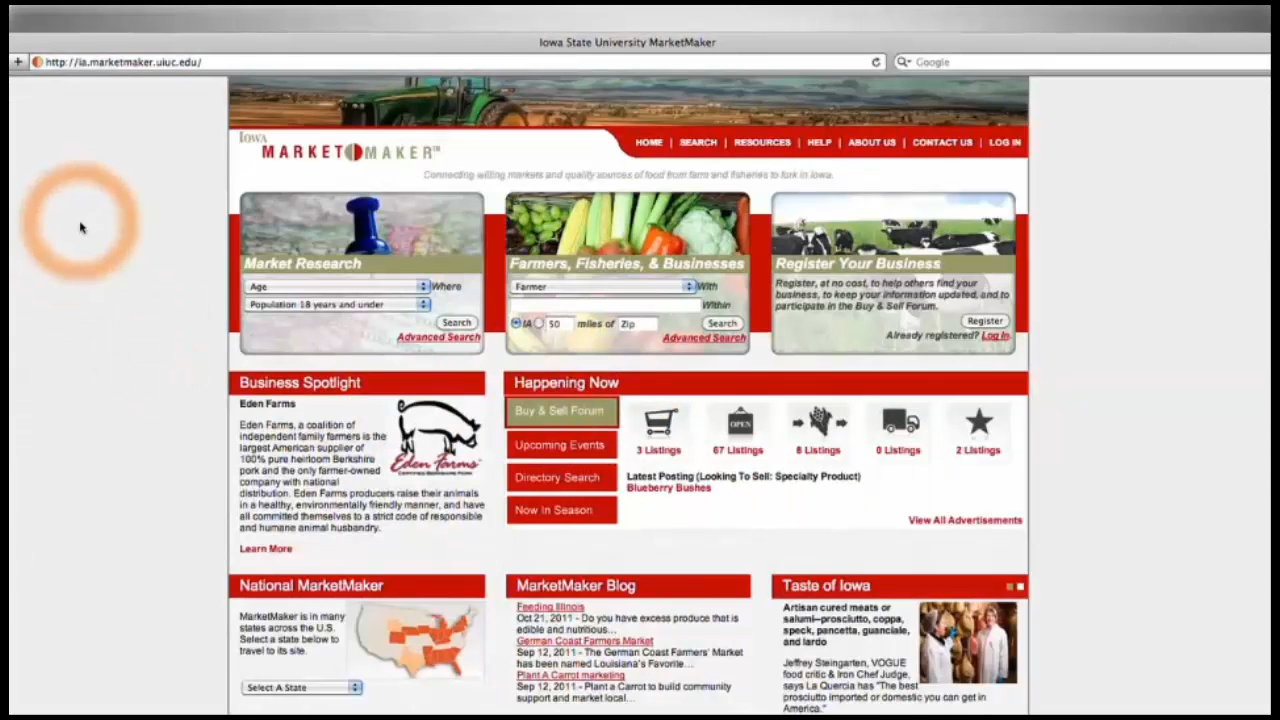 Iowa State University MarketMaker
http://ia.marketmaker.uiuc.edu/
Google
IOWA
MARKET MAKER™
HOME | SEARCH | RESOURCES | HELP | ABOUT US | CONTACT US | LOG IN
Connecting willing markets and quality sources of food from farm and fisheries to fork in Iowa.
Market Research
Age Where
Population 18 years and under
Search
Advanced Search
Farmers, Fisheries, & Businesses
Farmer With
Within
IA 50 miles of Zip Search
Advanced Search
Register Your Business
Register, at no cost, to help others find your
business, to keep your information updated, and to
participate in the Buy & Sell Forum.
Register
Already registered? Log In
Business Spotlight
Eden Farms
Eden Farms, a coalition of
independent family farmers is the
largest American supplier of
100% pure heirloom Berkshire
pork and the only farmer-owned
company with national
distribution. Eden Farms producers raise their animals
in a healthy, environmentally friendly manner, and have
all committed themselves to a strict code of responsible
and humane animal husbandry.
Eden Farms™
CERTIFIED BERKSHIRE PORK
Learn More
Happening Now
Buy & Sell Forum
Upcoming Events
Directory Search
Now In Season
OPEN
3 Listings
67 Listings
8 Listings
0 Listings
2 Listings
Latest Posting (Looking To Sell: Specialty Product)
Blueberry Bushes
View All Advertisements
National MarketMaker
MarketMaker is in many
states across the U.S.
Select a state below to
travel to its site.
Select A State
MarketMaker Blog
Feeding Illinois
Oct 21, 2011 - Do you have excess produce that is
edible and nutritious...
German Coast Farmers Market
Sep 12, 2011 - The German Coast Farmers' Market
has been named Louisiana's Favorite...
Plant A Carrot marketing
Sep 12, 2011 - Plant a Carrot to build community
support and market local...
Taste of Iowa
Artisan cured meats or
salumi–prosciutto, coppa,
speck, pancetta, guanciale,
and lardo
Jeffrey Steingarten, VOGUE
food critic & Iron Chef Judge,
says La Quercia has "The best
prosciutto imported or domestic you can get in
America."